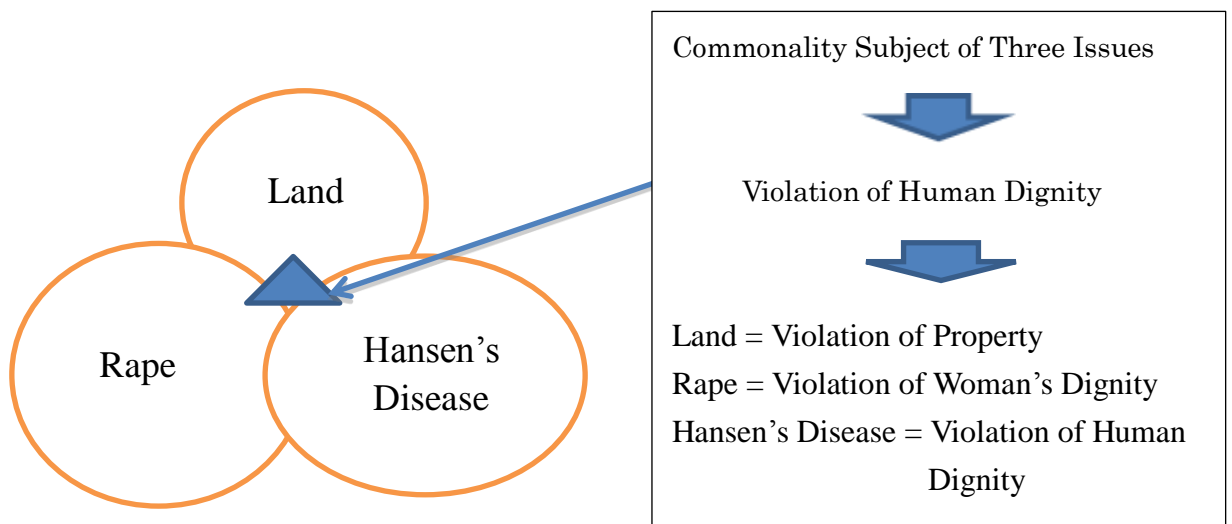 Land
Rape
Hansen’s
Disease
Commonality Subject of Three Issues
Violation of Human Dignity
Land = Violation of Property
Rape = Violation of Woman’s Dignity
Hansen’s Disease = Violation of Human
Dignity